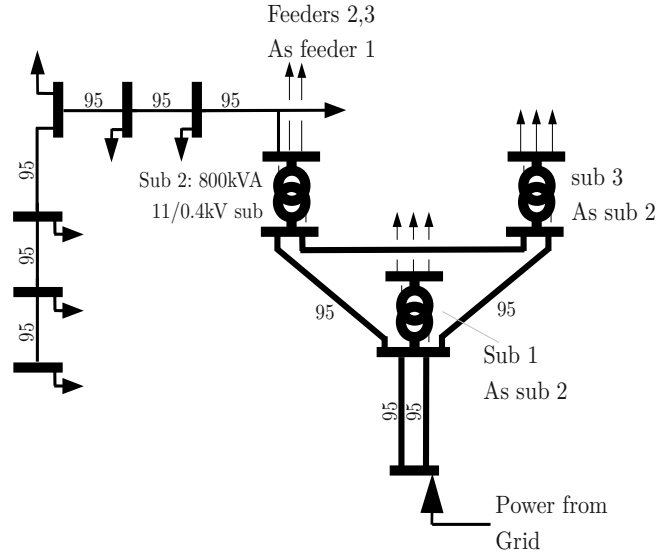 Feeders 2,3
As feeder 1
95
95
95
Sub 2: 800kVA
11/0.4kV sub
sub 3
As sub 2
95
95
95
95
95
Sub 1
As sub 2
95
95
Power from
Grid